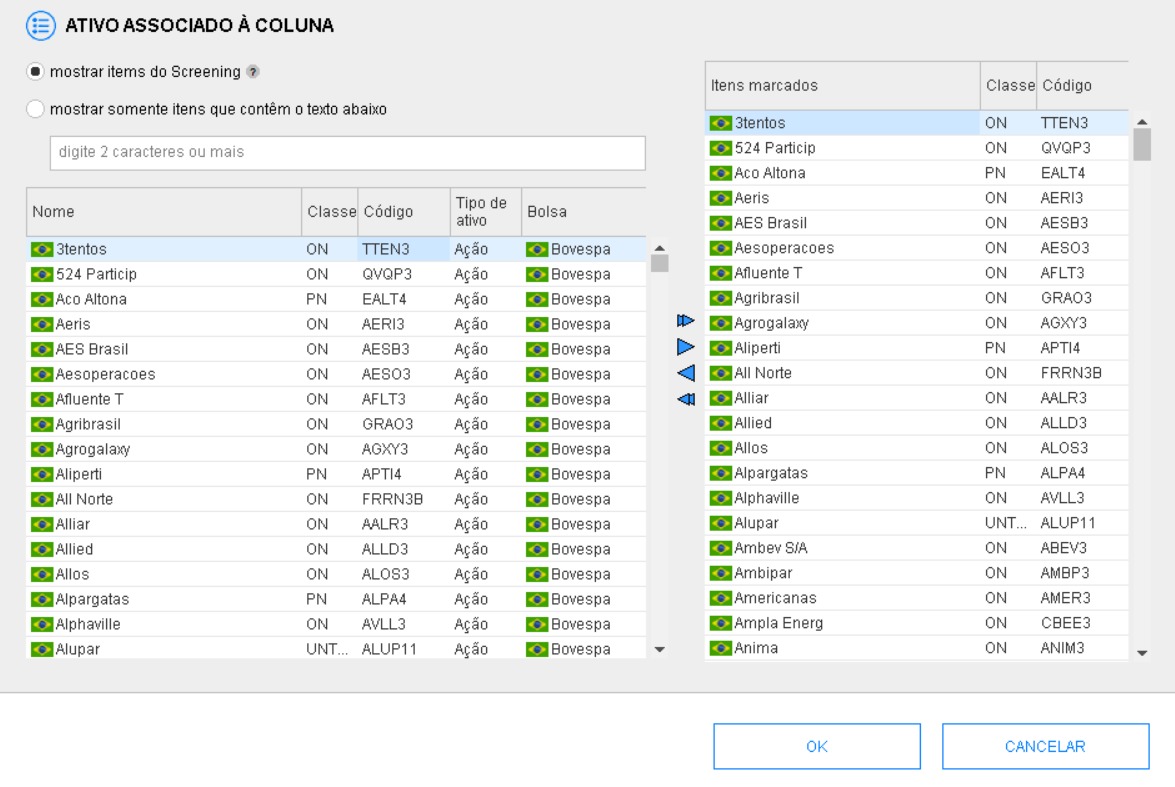 ATIVO ASSOCIADO À COLUNA
mostrar items do Screening ?
mostrar somente itens que contêm o texto abaixo
digite 2 caracteres ou mais
Nome Classe Código Tipo de ativo Bolsa
3tentos ON TTEN3 Ação Bovespa
524 Particip ON QVQP3 Ação Bovespa
Aco Altona PN EALT4 Ação Bovespa
Aeris ON AERI3 Ação Bovespa
AES Brasil ON AESB3 Ação Bovespa
Aesoperacoes ON AESO3 Ação Bovespa
Afluente T ON AFLT3 Ação Bovespa
Agribrasil ON GRAO3 Ação Bovespa
Agrogalaxy ON AGXY3 Ação Bovespa
Aliperti PN APTI4 Ação Bovespa
All Norte ON FRRN3B Ação Bovespa
Alliar ON AALR3 Ação Bovespa
Allied ON ALLD3 Ação Bovespa
Allos ON ALOS3 Ação Bovespa
Alpargatas PN ALPA4 Ação Bovespa
Alphaville ON AVLL3 Ação Bovespa
Alupar UNT... ALUP11 Ação Bovespa
Itens marcados Classe Código
3tentos ON TTEN3
524 Particip ON QVQP3
Aco Altona PN EALT4
Aeris ON AERI3
AES Brasil ON AESB3
Aesoperacoes ON AESO3
Afluente T ON AFLT3
Agribrasil ON GRAO3
Agrogalaxy ON AGXY3
Aliperti PN APTI4
All Norte ON FRRN3B
Alliar ON AALR3
Allied ON ALLD3
Allos ON ALOS3
Alpargatas PN ALPA4
Alphaville ON AVLL3
Alupar UNT... ALUP11
Ambev S/A ON ABEV3
Ambipar ON AMBP3
Americanas ON AMER3
Ampla Energ ON CBEE3
Anima ON ANIM3
OK CANCELAR